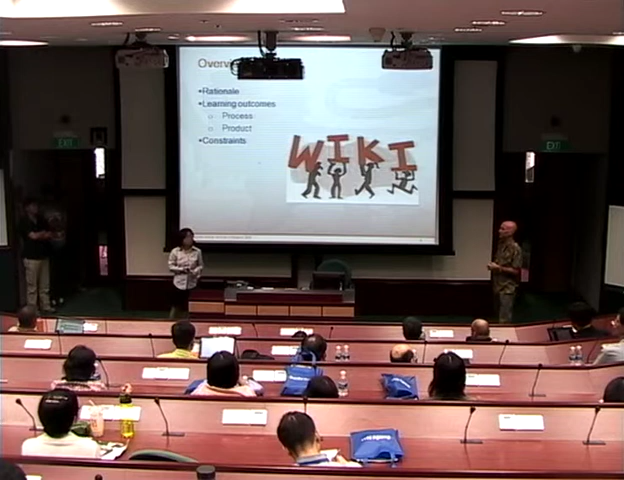 Overv
•Rationale
•Learning outcomes
o Process
o Product
•Constraints
WIKI
EXIT
EXIT